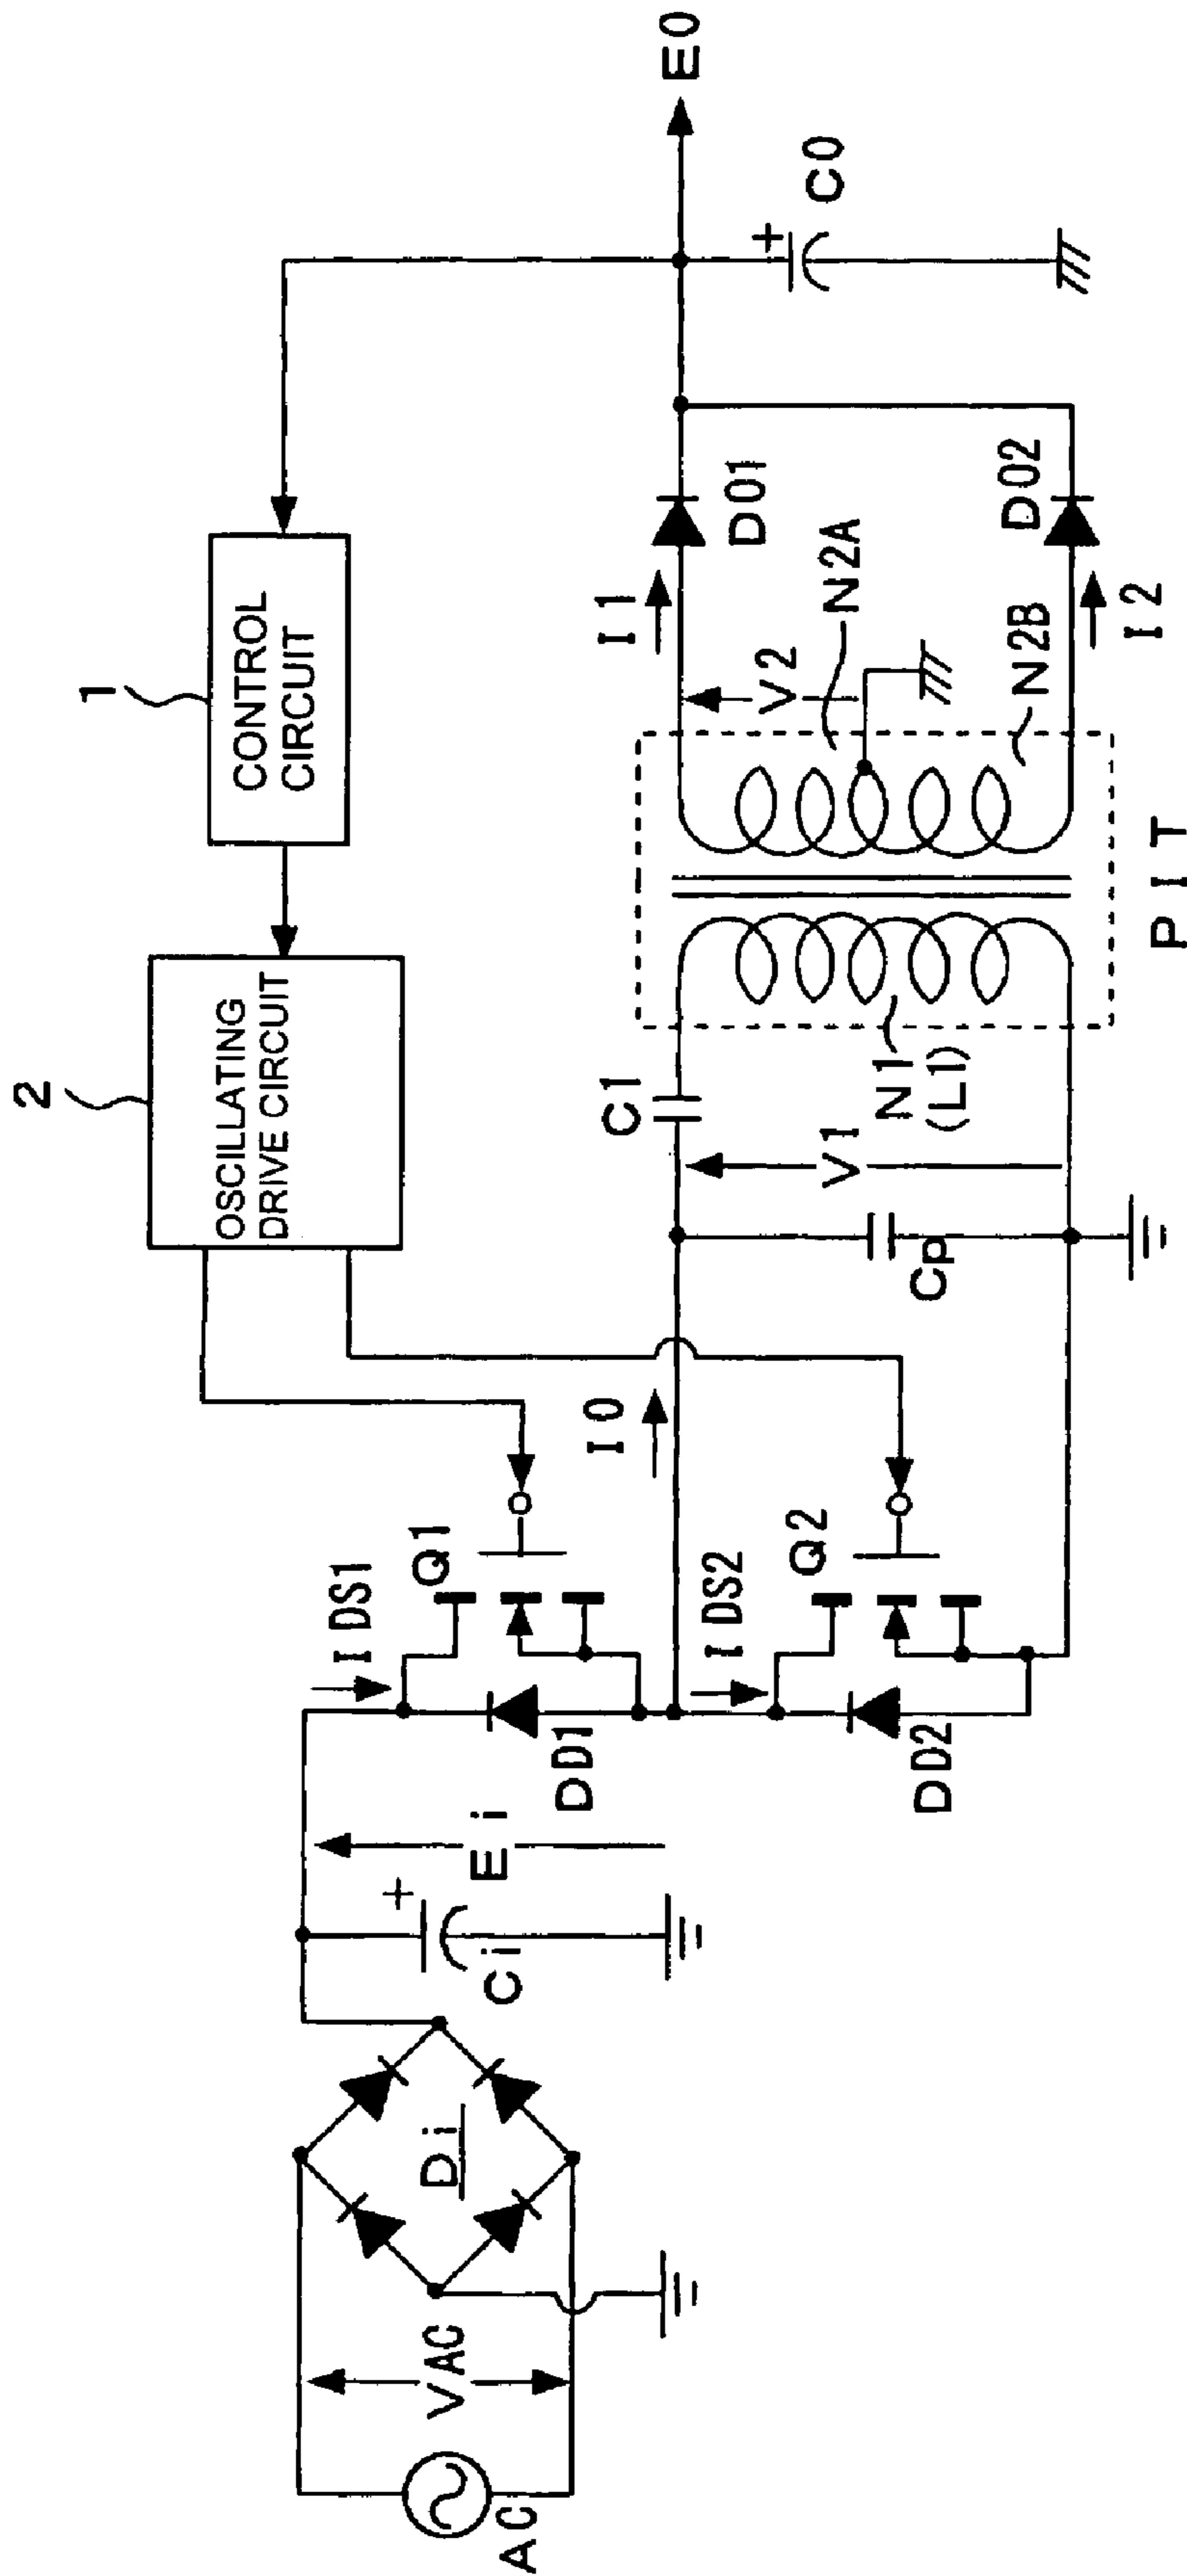 AC
VAC
Di
Ci
Ei
IDS1
Q1
DD1
IDS2
Q2
DD2
I0
2
OSCILLATING
DRIVE CIRCUIT
1
CONTROL
CIRCUIT
Cp
V1
C1
N1
(L1)
PIT
V2
N2A
N2B
I1
I2
D01
D02
C0
+
+
E0